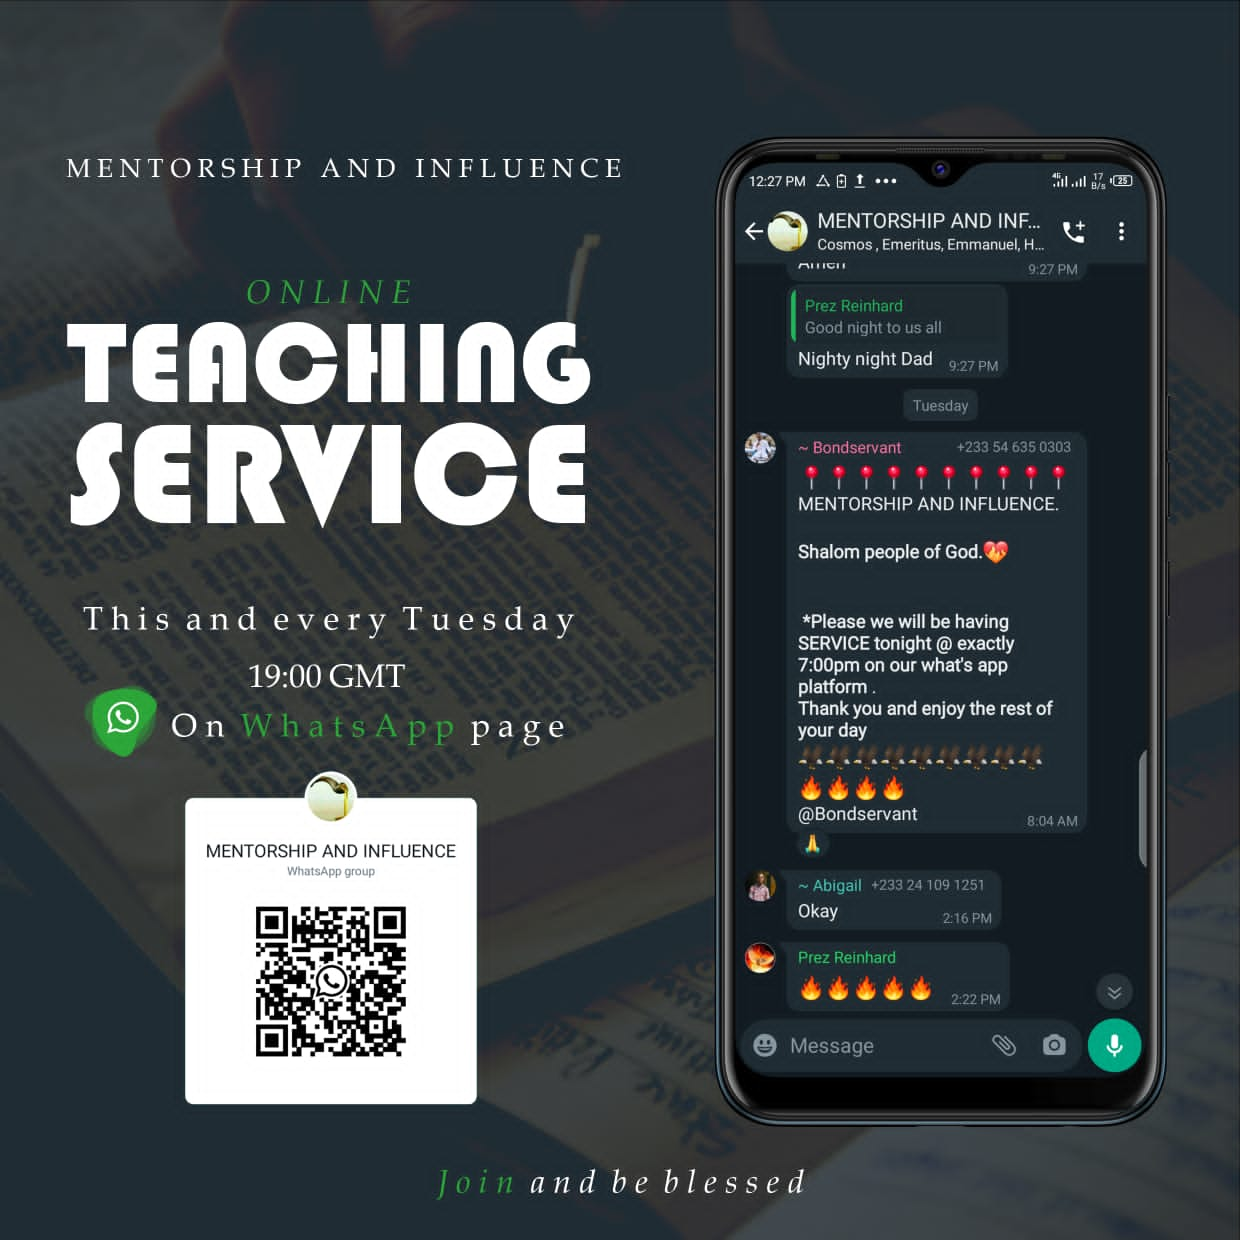 MENTORSHIP AND INFLUENCE
ONLINE
TEACHING
SERVICE
This and every Tuesday
19:00 GMT
On WhatsApp page
MENTORSHIP AND INFLUENCE
WhatsApp group
12:27 PM
4G
17
B/s
25
MENTORSHIP AND INF...
Cosmos , Emeritus, Emmanuel, H...
Amen
9:27 PM
Prez Reinhard
Good night to us all
Nighty night Dad
9:27 PM
Tuesday
~ Bondservant +233 54 635 0303
📍📍📍📍📍📍📍📍📍📍
MENTORSHIP AND INFLUENCE.
Shalom people of God.💖
*Please we will be having
SERVICE tonight @ exactly
7:00pm on our what's app
platform .
Thank you and enjoy the rest of
your day
🦅🦅🦅🦅🦅🦅🦅🦅🦅
🔥🔥🔥🔥
@Bondservant
8:04 AM
🙏
~ Abigail +233 24 109 1251
Okay
2:16 PM
Prez Reinhard
🔥🔥🔥🔥🔥
2:22 PM
Message
Join and be blessed